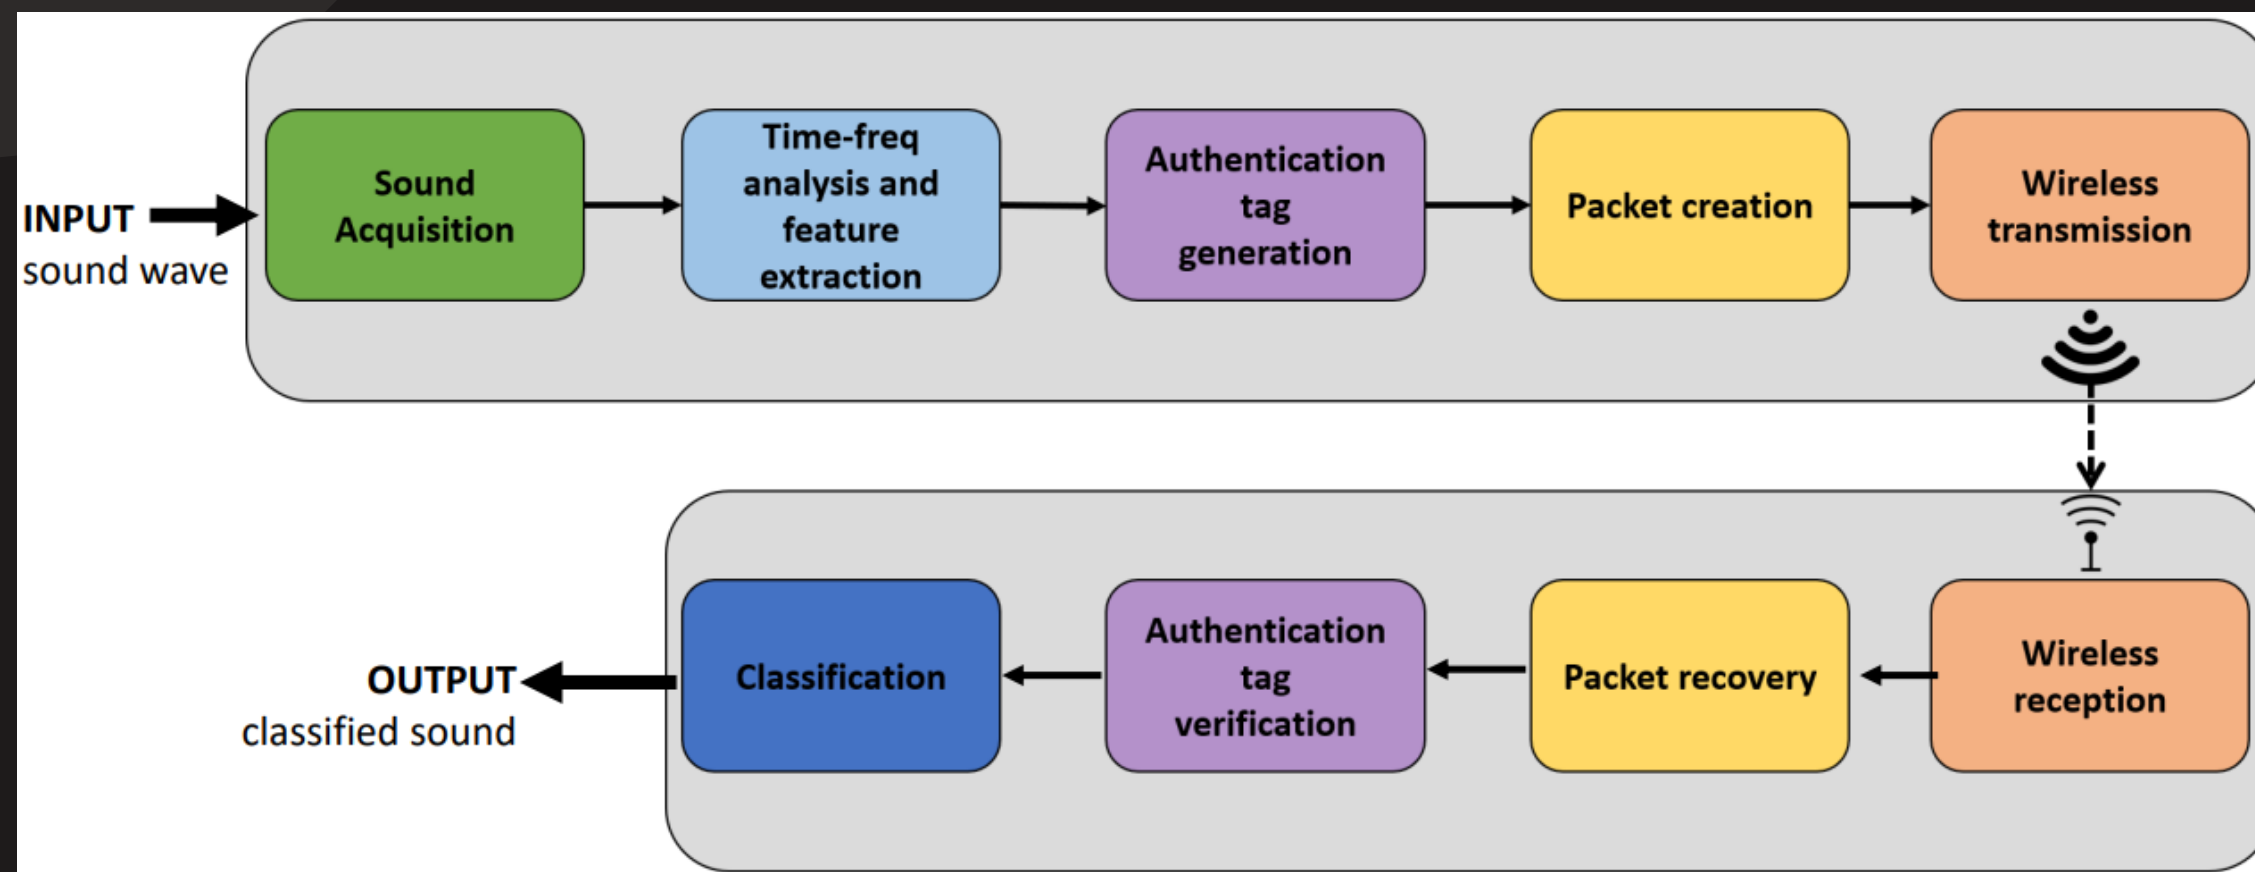 INPUT
sound wave
Sound
Acquisition
Time-freq
analysis and
feature
extraction
Authentication
tag
generation
Packet creation
Wireless
transmission
Wireless
reception
Packet recovery
Authentication
tag
verification
Classification
OUTPUT
classified sound